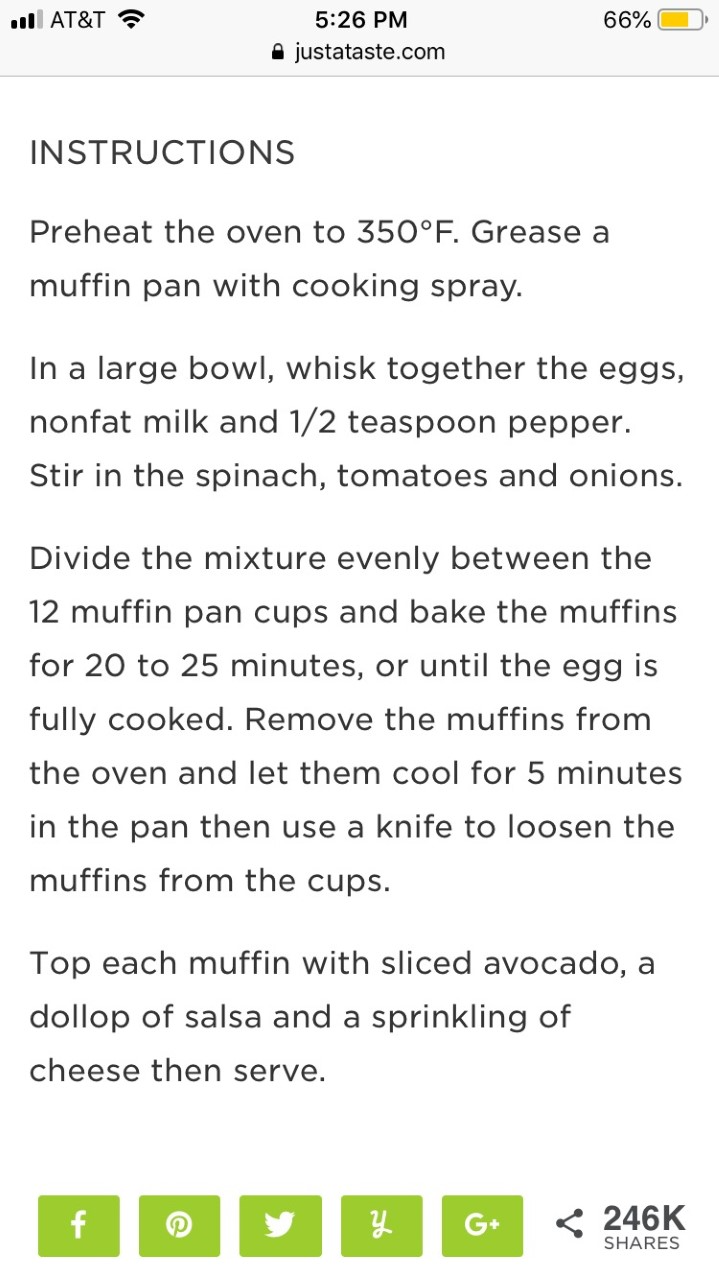 AT&T 5:26 PM 66%
justataste.com
INSTRUCTIONS
Preheat the oven to 350°F. Grease a
muffin pan with cooking spray.
In a large bowl, whisk together the eggs,
nonfat milk and 1/2 teaspoon pepper.
Stir in the spinach, tomatoes and onions.
Divide the mixture evenly between the
12 muffin pan cups and bake the muffins
for 20 to 25 minutes, or until the egg is
fully cooked. Remove the muffins from
the oven and let them cool for 5 minutes
in the pan then use a knife to loosen the
muffins from the cups.
Top each muffin with sliced avocado, a
dollop of salsa and a sprinkling of
cheese then serve.
f y G+ 246K
SHARES